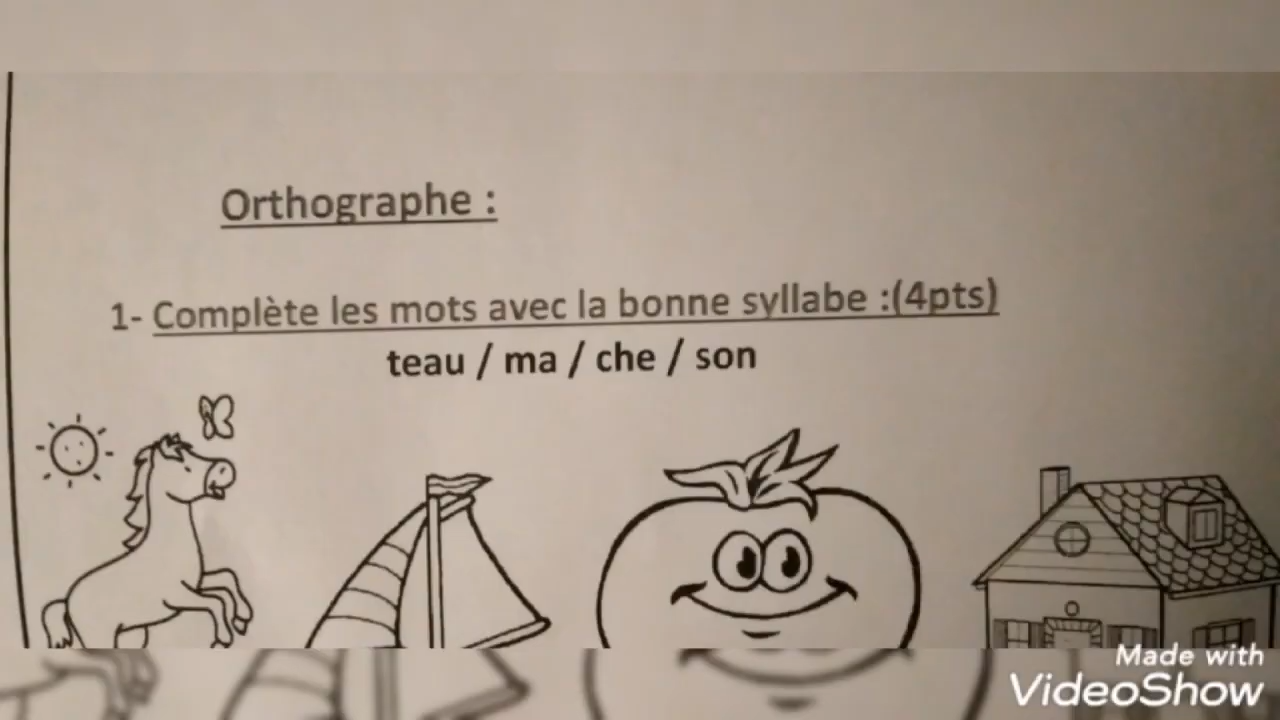 Orthographe :
1- Complète les mots avec la bonne syllabe :(4pts)
teau / ma / che / son
Made with
VideoShow